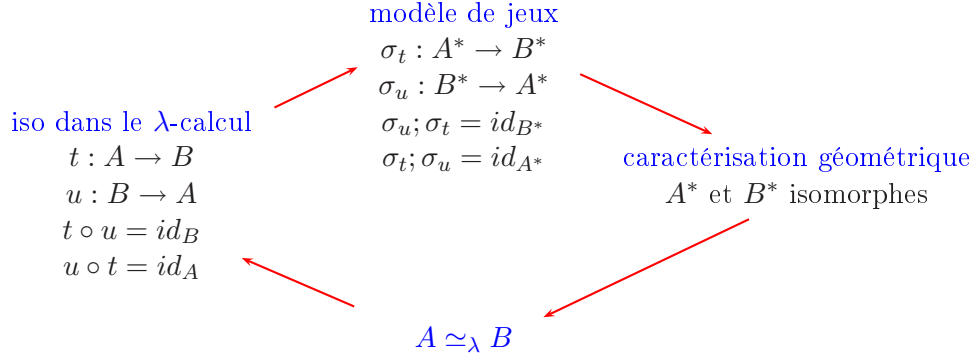 modèle de jeux
σ_t : A* → B*
σ_u : B* → A*
σ_u; σ_t = id_{B*}
σ_t; σ_u = id_{A*}
iso dans le λ-calcul
t : A → B
u : B → A
t ∘ u = id_B
u ∘ t = id_A
caractérisation géométrique
A* et B* isomorphes
A ≃_λ B